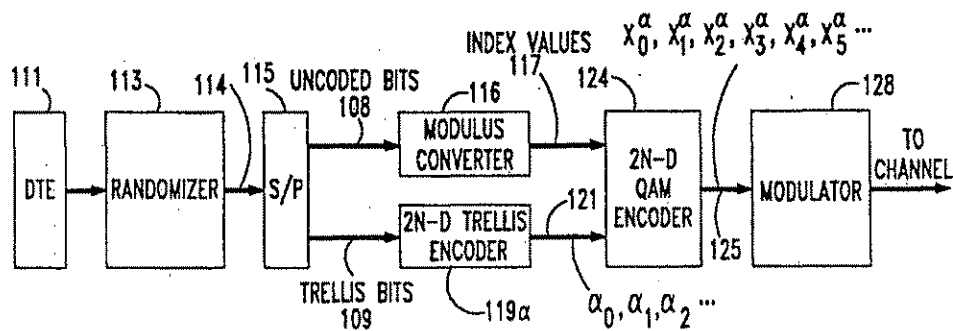 X₀^α, X₁^α, X₂^α, X₃^α, X₄^α, X₅^α ...
INDEX VALUES
117
111
113
114
115
UNCODED BITS
108
116
124
128
DTE
RANDOMIZER
S/P
MODULUS
CONVERTER
2N-D
QAM
ENCODER
MODULATOR
TO
CHANNEL
2N-D TRELLIS
ENCODER
121
125
TRELLIS BITS
109
119α
α₀, α₁, α₂ ...